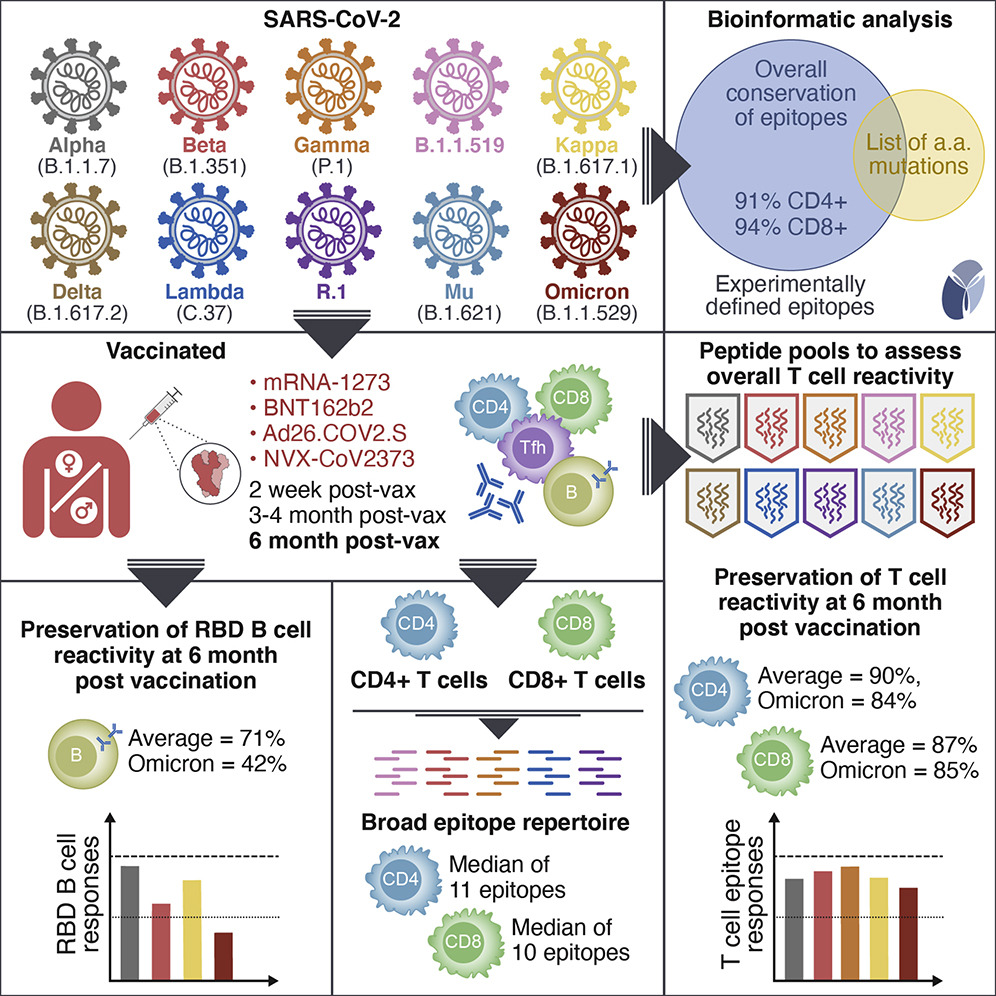 SARS-CoV-2
Alpha
(B.1.1.7)
Beta
(B.1.351)
Gamma
(P.1)
B.1.1.519
Kappa
(B.1.617.1)
Delta
(B.1.617.2)
Lambda
(C.37)
R.1
Mu
(B.1.621)
Omicron
(B.1.1.529)
Bioinformatic analysis
Overall
conservation
of epitopes
91% CD4+
94% CD8+
List of a.a.
mutations
Experimentally
defined epitopes
Vaccinated
• mRNA-1273
• BNT162b2
• Ad26.COV2.S
• NVX-CoV2373
2 week post-vax
3-4 month post-vax
6 month post-vax
CD4
CD8
Tfh
B
Peptide pools to assess
overall T cell reactivity
Preservation of T cell
reactivity at 6 month
post vaccination
CD4
Average = 90%,
Omicron = 84%
CD8
Average = 87%
Omicron = 85%
T cell epitope
responses
Preservation of RBD B cell
reactivity at 6 month
post vaccination
B
Average = 71%
Omicron = 42%
RBD B cell
responses
CD4
CD8
CD4+ T cells
CD8+ T cells
Broad epitope repertoire
CD4
Median of
11 epitopes
CD8
Median of
10 epitopes